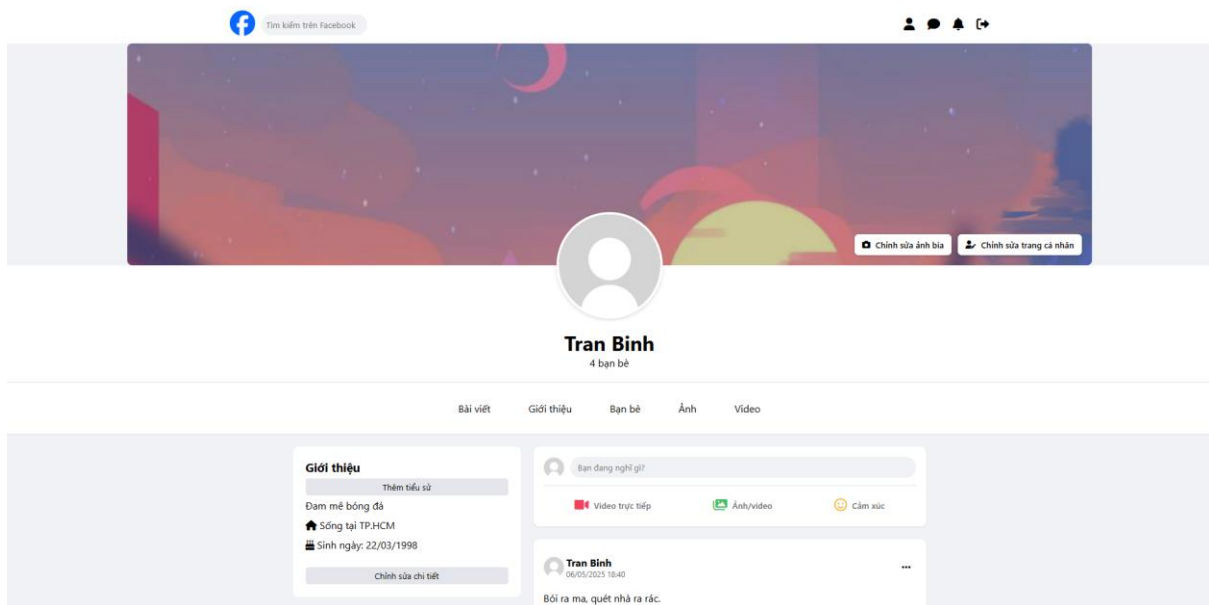 Tìm kiếm trên Facebook
Chỉnh sửa ảnh bìa
Chỉnh sửa trang cá nhân
Tran Binh
4 bạn bè
Bài viết Giới thiệu Bạn bè Ảnh Video
Giới thiệu
Thêm tiểu sử
Đam mê bóng đá
Sống tại TP.HCM
Sinh ngày: 22/03/1998
Chỉnh sửa chi tiết
Bạn đang nghĩ gì?
Video trực tiếp Ảnh/video Cảm xúc
Tran Binh
06/05/2025 18:40
Bói ra ma, quét nhà ra rác.